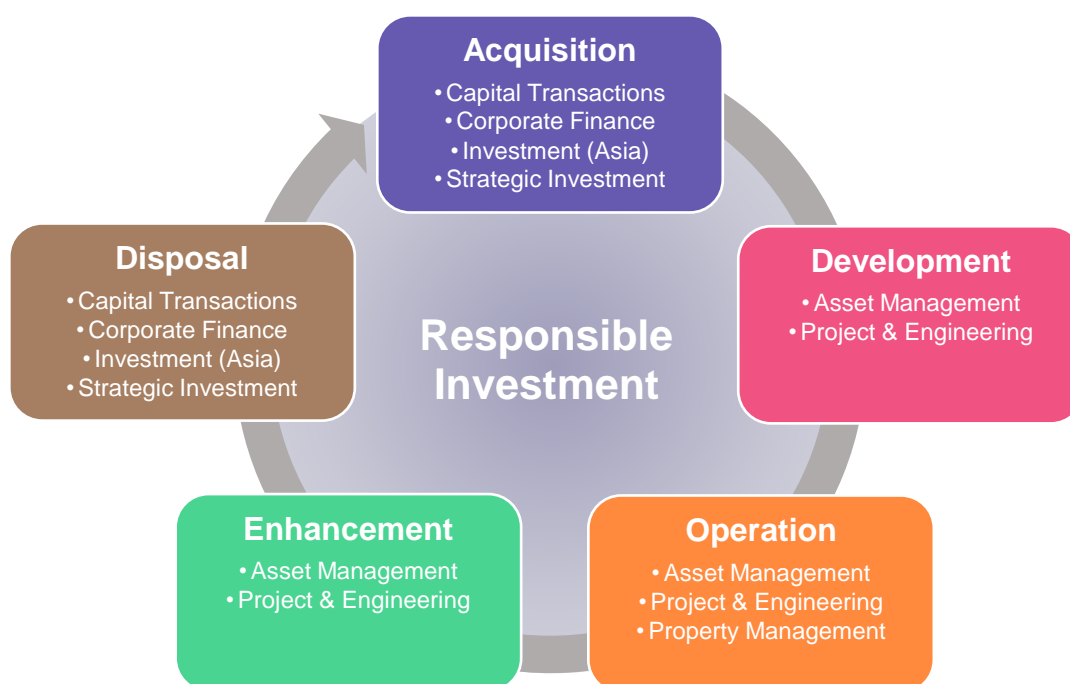 Acquisition
• Capital Transactions
• Corporate Finance
• Investment (Asia)
• Strategic Investment
Disposal
• Capital Transactions
• Corporate Finance
• Investment (Asia)
• Strategic Investment
Responsible
Investment
Development
• Asset Management
• Project & Engineering
Enhancement
• Asset Management
• Project & Engineering
Operation
• Asset Management
• Project & Engineering
• Property Management